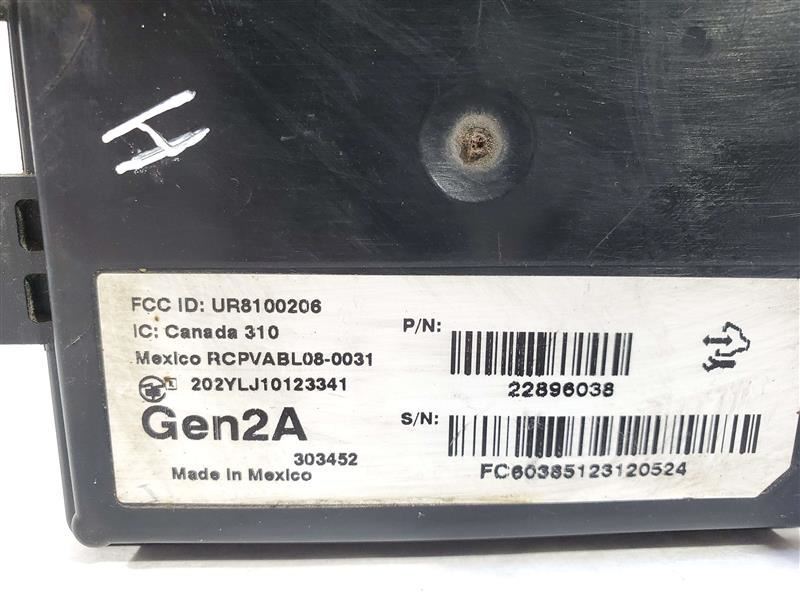 H
FCC ID: UR8100206
IC: Canada 310
Mexico RCPVABL08-0031
202YLJ10123341
Gen2A
303452
Made in Mexico
P/N:
22896038
S/N:
FC60385123120524